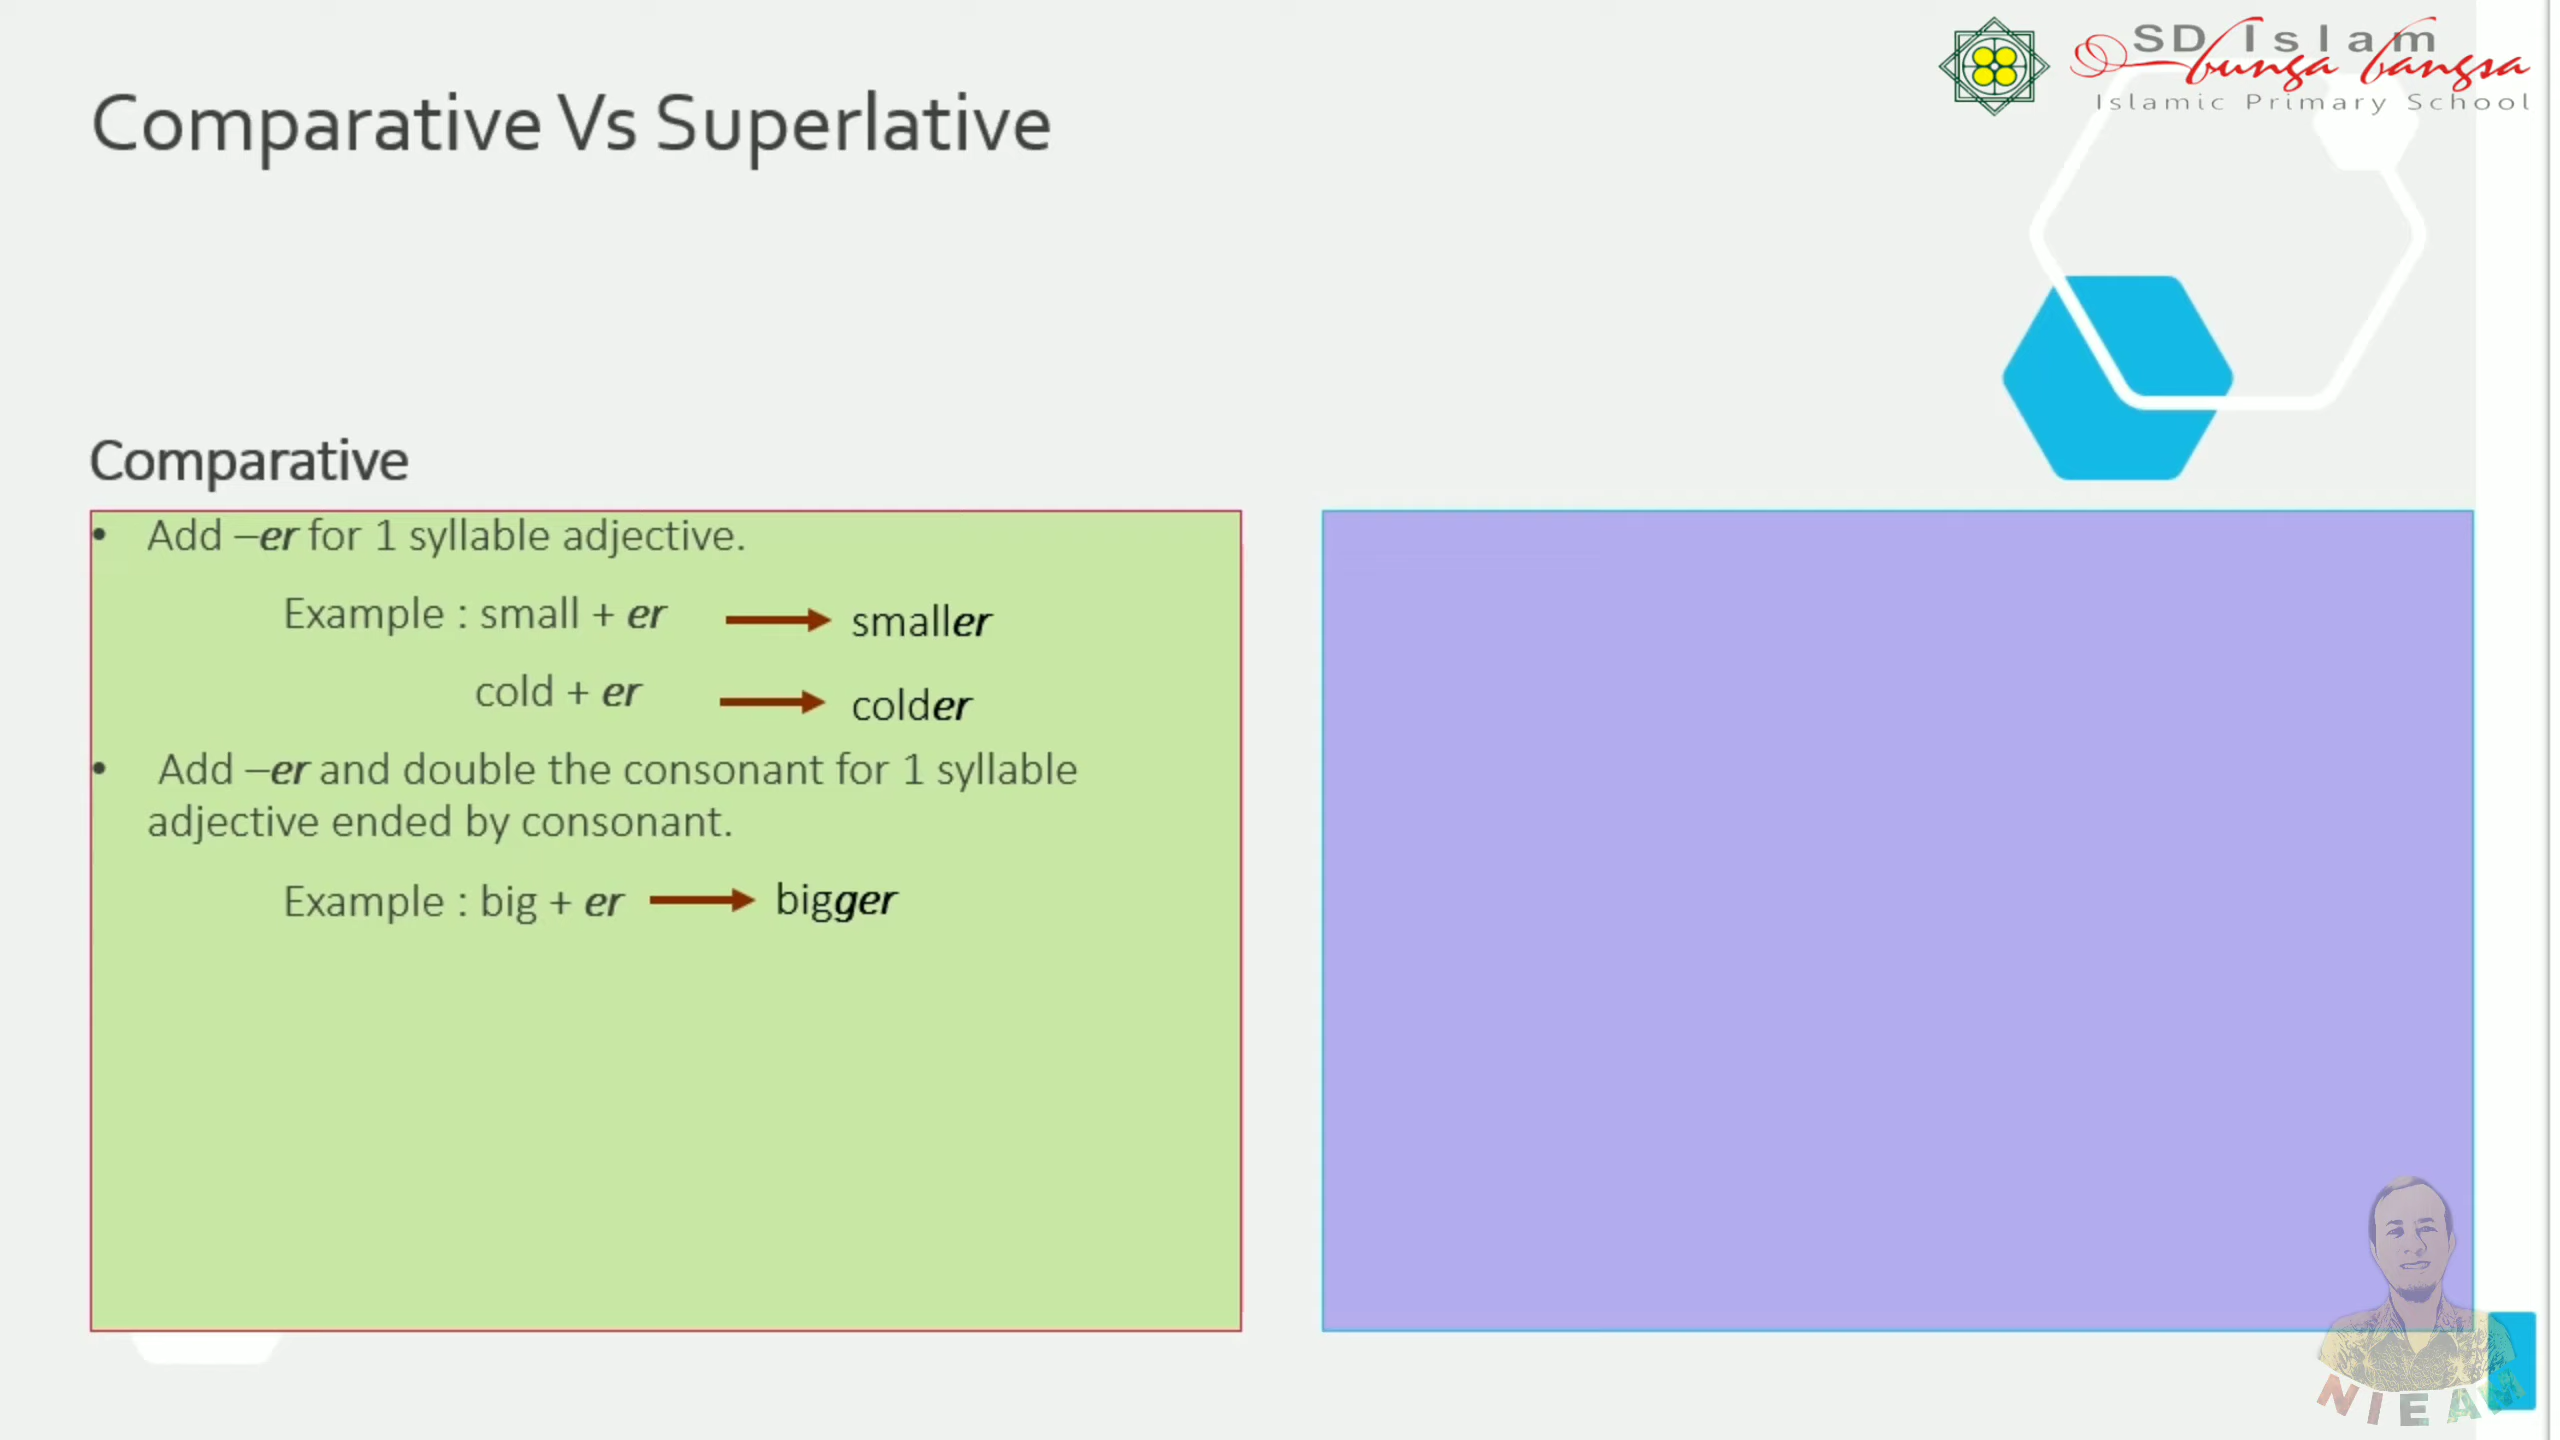 SD Islam
bunga bangsa
Islamic Primary School
Comparative Vs Superlative
Comparative
• Add –er for 1 syllable adjective.
Example : small + er → smaller
cold + er → colder
• Add –er and double the consonant for 1 syllable
adjective ended by consonant.
Example : big + er → bigger